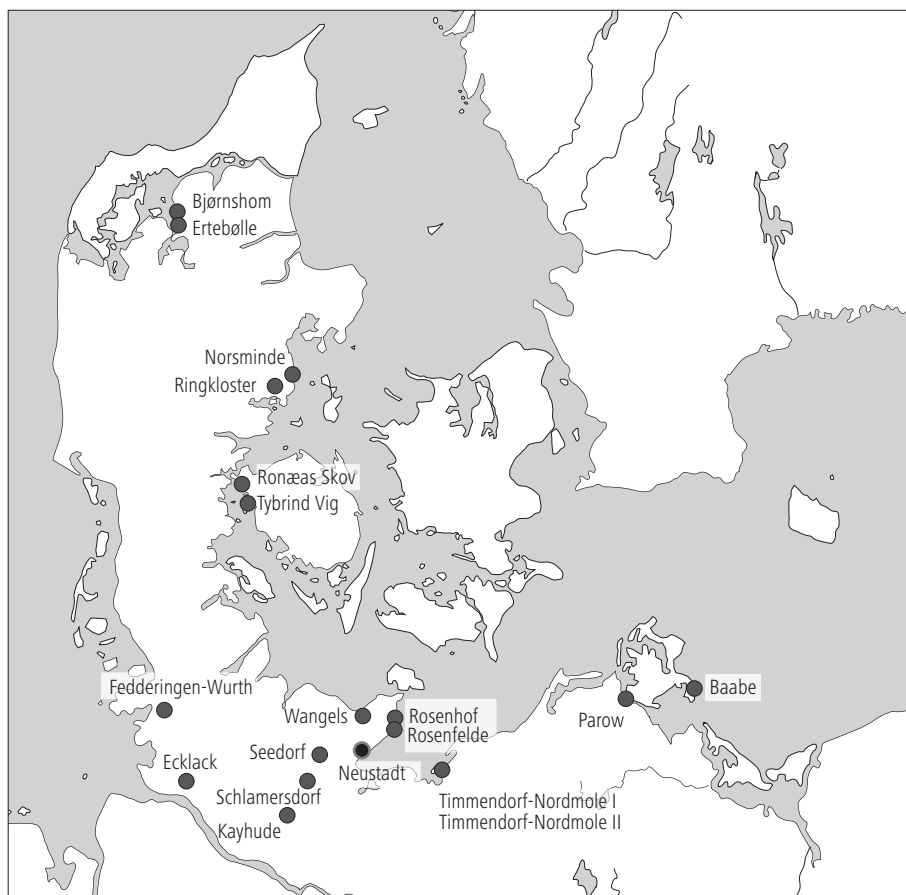 Bjørnshom
Ertebølle
Norsminde
Ringkloster
Ronæas Skov
Tybrind Vig
Fedderingen-Wurth
Wangels
Rosenhof
Rosenfelde
Baabe
Parow
Seedorf
Neustadt
Ecklack
Schlamersdorf
Kayhude
Timmendorf-Nordmole I
Timmendorf-Nordmole II